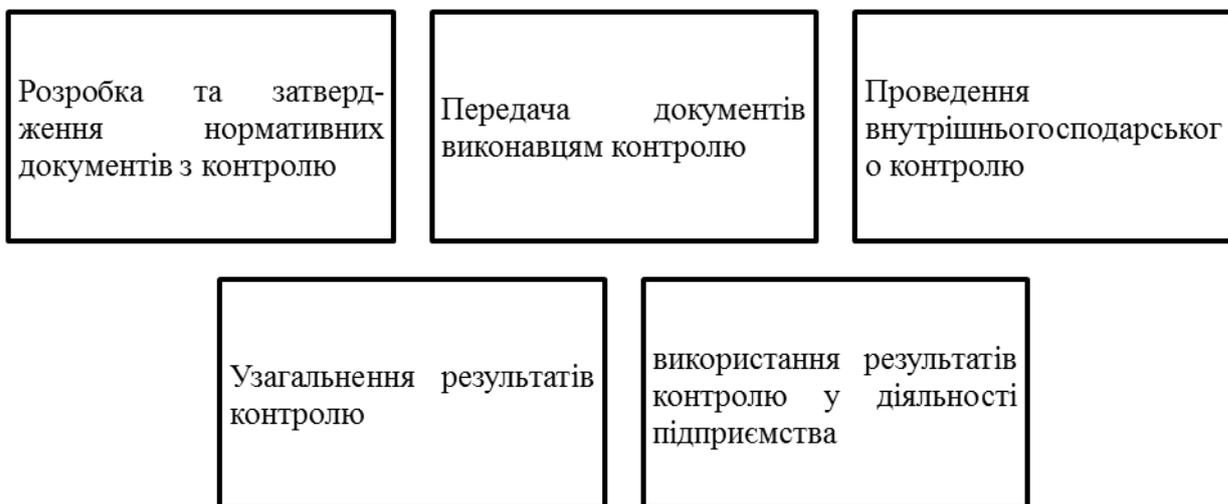 Розробка та затверд-
ження нормативних
документів з контролю
Передача документів
виконавцям контролю
Проведення
внутрішньогосподарськог
о контролю
Узагальнення результатів
контролю
використання результатів
контролю у діяльності
підприємства